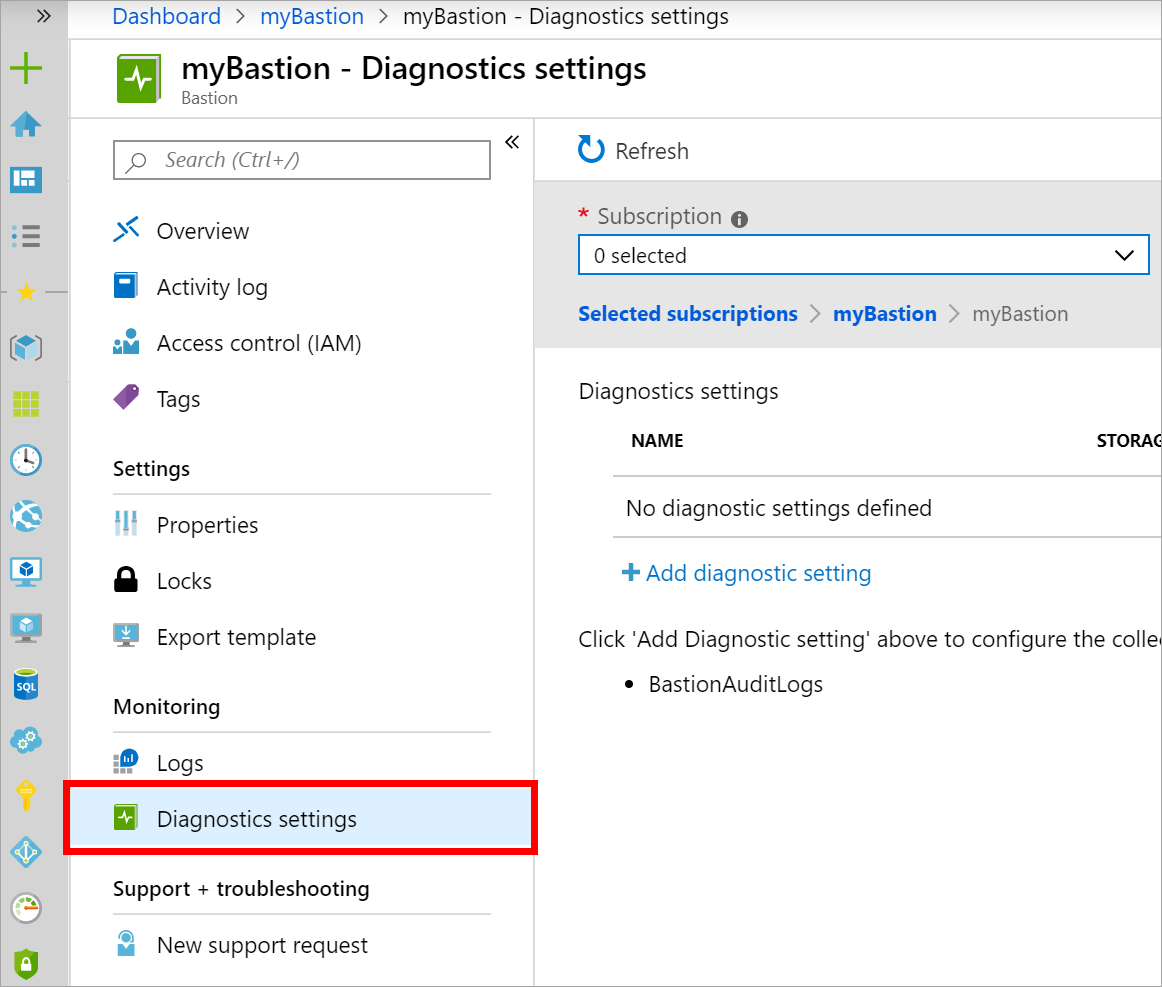 Dashboard > myBastion > myBastion - Diagnostics settings
myBastion - Diagnostics settings
Bastion
Search (Ctrl+/)
Overview
Activity log
Access control (IAM)
Tags
Settings
Properties
Locks
Export template
Monitoring
Logs
Diagnostics settings
Support + troubleshooting
New support request
SQL
Refresh
* Subscription
0 selected
Selected subscriptions > myBastion > myBastion
Diagnostics settings
NAME STORAG
No diagnostic settings defined
+ Add diagnostic setting
Click 'Add Diagnostic setting' above to configure the colle
• BastionAuditLogs